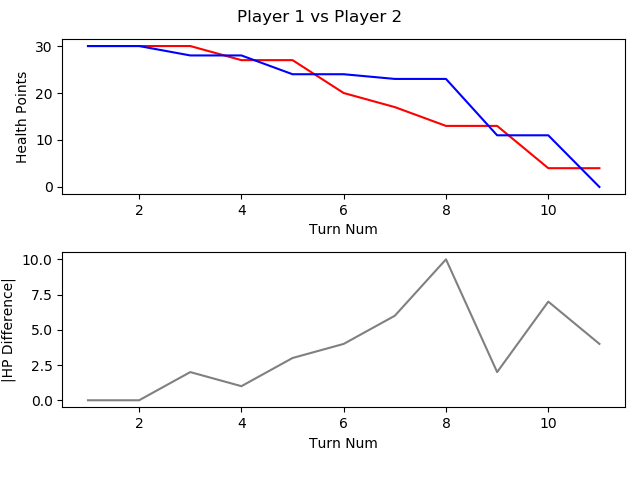 Player 1 vs Player 2
Health Points
30
20
10
0
2 4 6 8 10
Turn Num
|HP Difference|
10.0
7.5
5.0
2.5
0.0
2 4 6 8 10
Turn Num